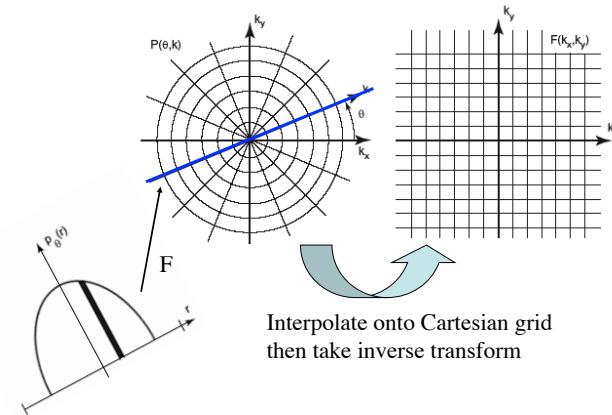 k_y
P(θ,k)
k
θ
k_x
k_y
F(k_x,k_y)
k
p_θ(r)
r
F
Interpolate onto Cartesian grid
then take inverse transform